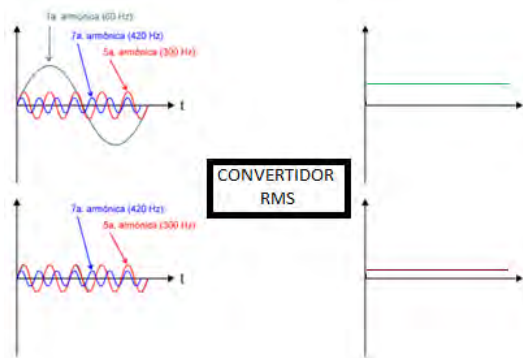 1a. armónica (60 Hz)
7a. armónica (420 Hz)
5a. armónica (300 Hz)
t
CONVERTIDOR
RMS
7a. armónica (420 Hz)
5a. armónica (300 Hz)
t